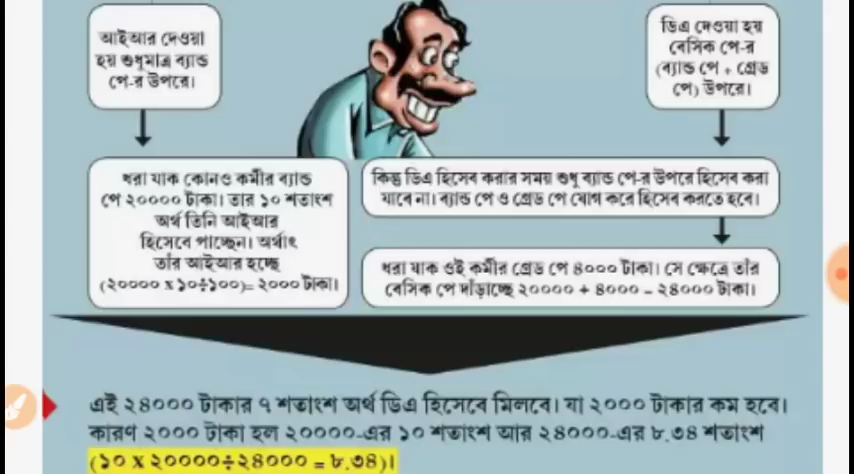 আইআর দেওয়া
হয় শুধুমাত্র ব্যান্ড
পে-র উপরে।
ডিএ দেওয়া হয়
বেসিক পে-র
(ব্যান্ড পে + গ্রেড
পে) উপরে।
ধরা যাক কোনও কর্মীর ব্যান্ড
পে ২০০০০ টাকা। তার ১০ শতাংশ
অর্থ তিনি আইআর
হিসেবে পাচ্ছেন। অর্থাৎ
তাঁর আইআর হচ্ছে
(২০০০০ x ১০÷১০০)= ২০০০ টাকা।
কিন্তু ডিএ হিসেব করার সময় শুধু ব্যান্ড পে-র উপরে হিসেব করা
যাবে না। ব্যান্ড পে ও গ্রেড পে যোগ করে হিসেব করতে হবে।
ধরা যাক ওই কর্মীর গ্রেড পে ৪০০০ টাকা। সে ক্ষেত্রে তাঁর
বেসিক পে দাঁড়াচ্ছে ২০০০০ + ৪০০০ – ২৪০০০ টাকা।
এই ২৪০০০ টাকার ৭ শতাংশ অর্থ ডিএ হিসেবে মিলবে। যা ২০০০ টাকার কম হবে।
কারণ ২০০০ টাকা হল ২০০০০-এর ১০ শতাংশ আর ২৪০০০-এর ৮.৩৪ শতাংশ
(১০ X ২০০০০÷২৪০০০ = ৮.৩৪)।